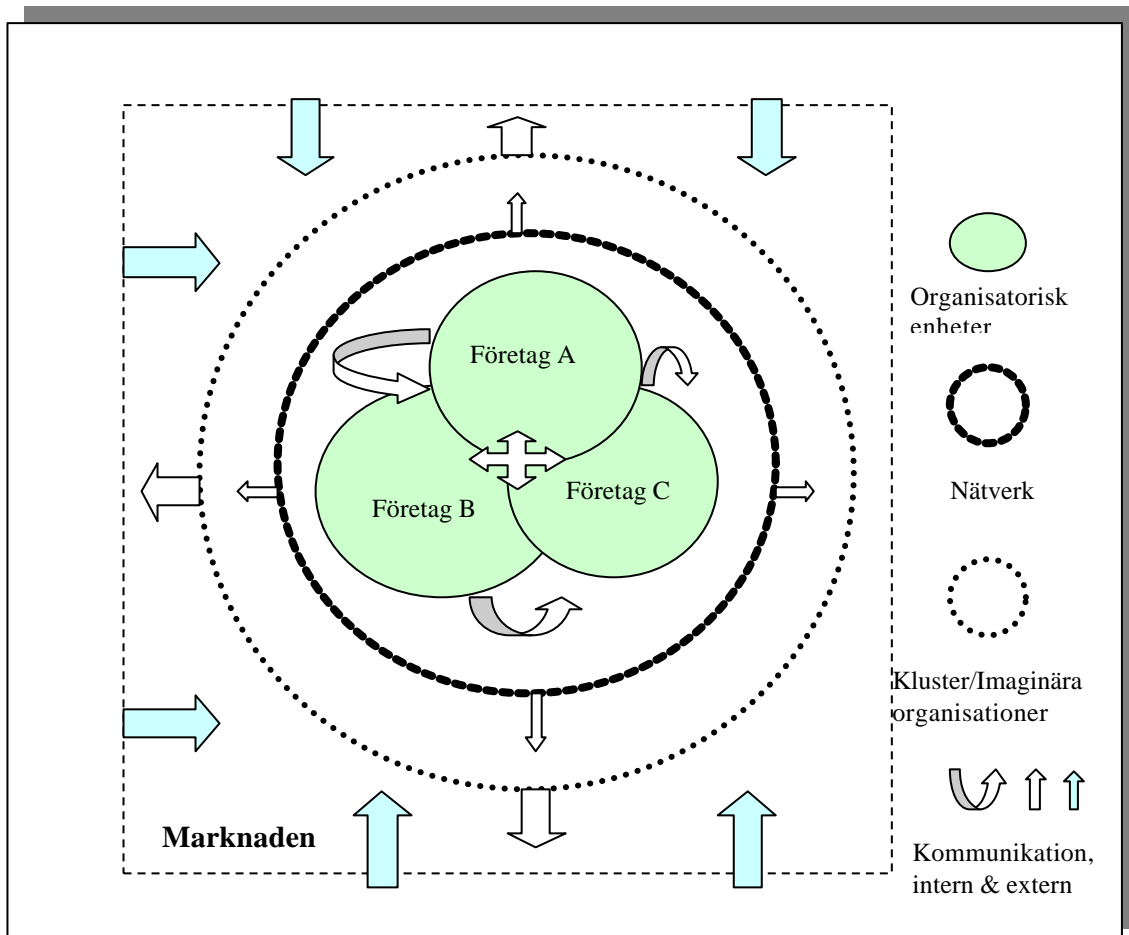 Företag A
Företag B
Företag C
Marknaden
Organisatorisk
enheter
Nätverk
Kluster/Imaginära
organisationer
Kommunikation,
intern & extern